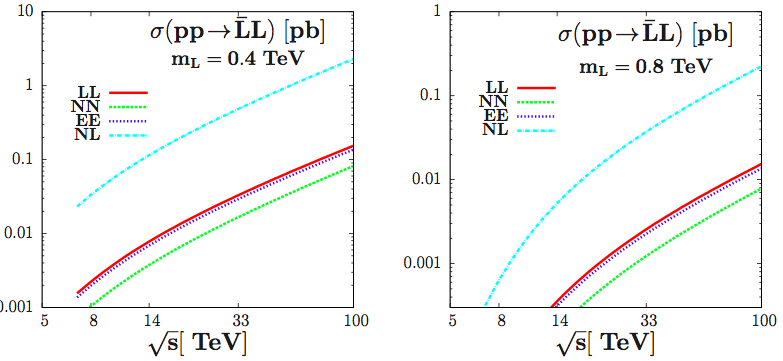 σ(pp→L̄L) [pb]
m_L = 0.4 TeV
LL
NN
EE
NL
10
1
0.1
0.01
0.001
5 8 14 33 100
√s[ TeV]
σ(pp→L̄L) [pb]
m_L = 0.8 TeV
LL
NN
EE
NL
1
0.1
0.01
0.001
5 8 14 33 100
√s[ TeV]